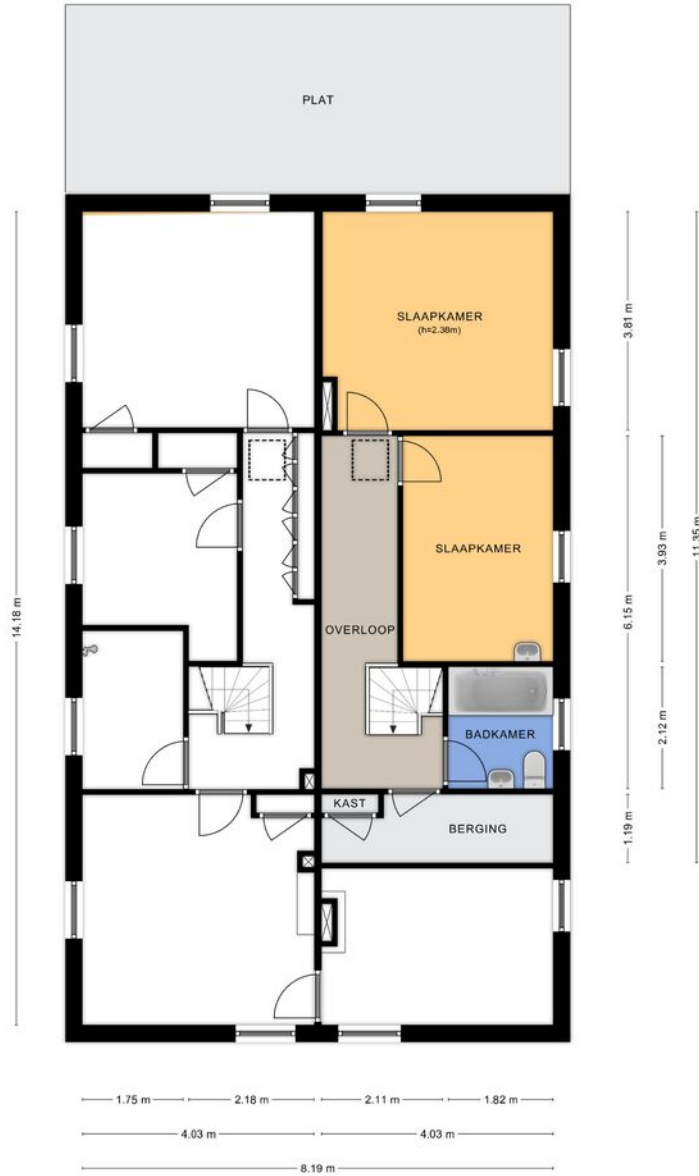 PLAT
SLAAPKAMER
(h=2.38m)
3.81 m
SLAAPKAMER
3.93 m
11.35 m
14.18 m
OVERLOOP
6.15 m
BADKAMER
2.12 m
KAST
BERGING
1.19 m
1.75 m
2.18 m
2.11 m
1.82 m
4.03 m
4.03 m
8.19 m